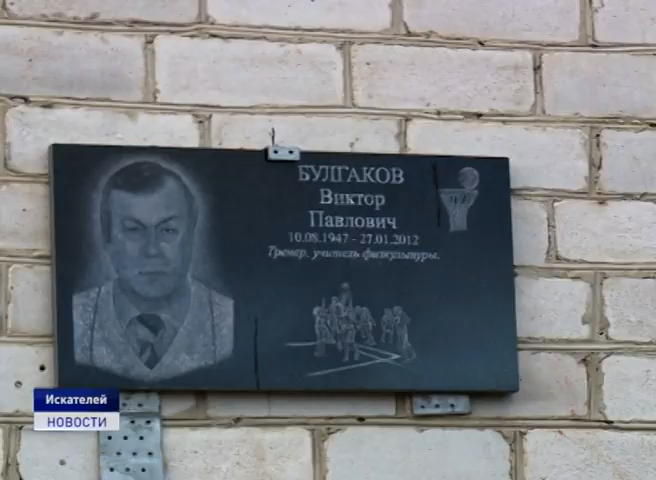 БУЛГАКОВ
Виктор
Павлович
10.08.1947 - 27.01.2012
Тренер, учитель физкультуры.
Искателей
НОВОСТИ